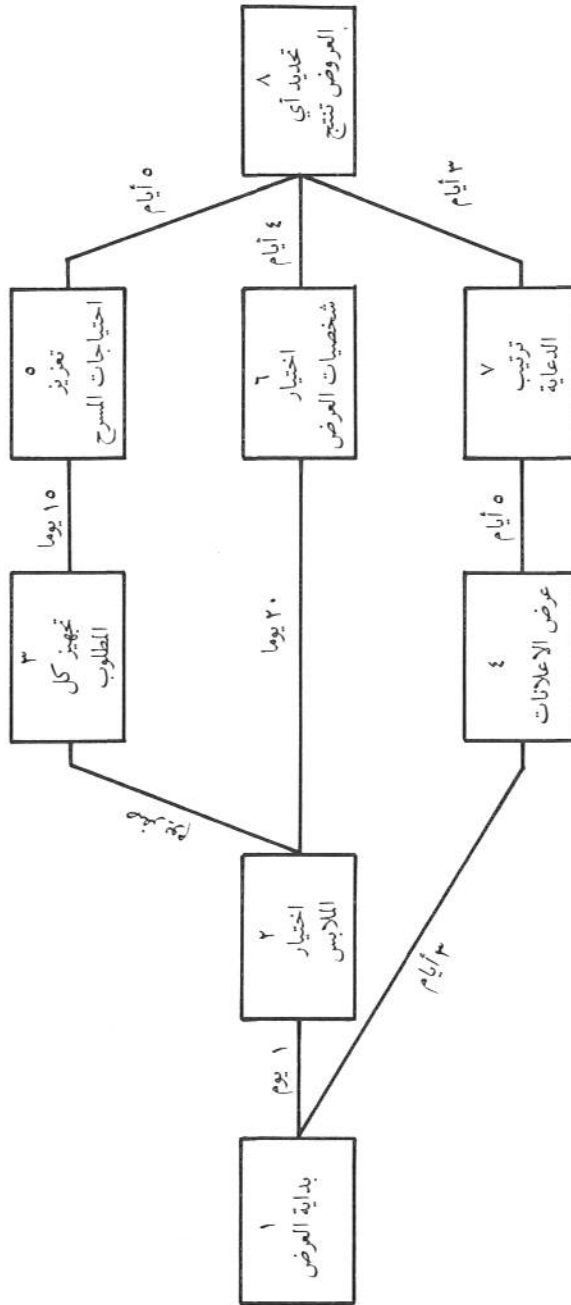 ١
بداية العرض
١ يوم
٣ أيام
٢
اختيار
الملابس
٢٠ يوما
٣
تجهيز كل
المطلوب
١٥ يوما
٤
عرض الاعلانات
٥ أيام
٥
تعزيز
احتياجات المسرح
٥ أيام
٦
اختيار
شخصيات العرض
٤ أيام
٧
ترتيب
الدعاية
٣ أيام
٨
تحديد أي
العروض تنتج